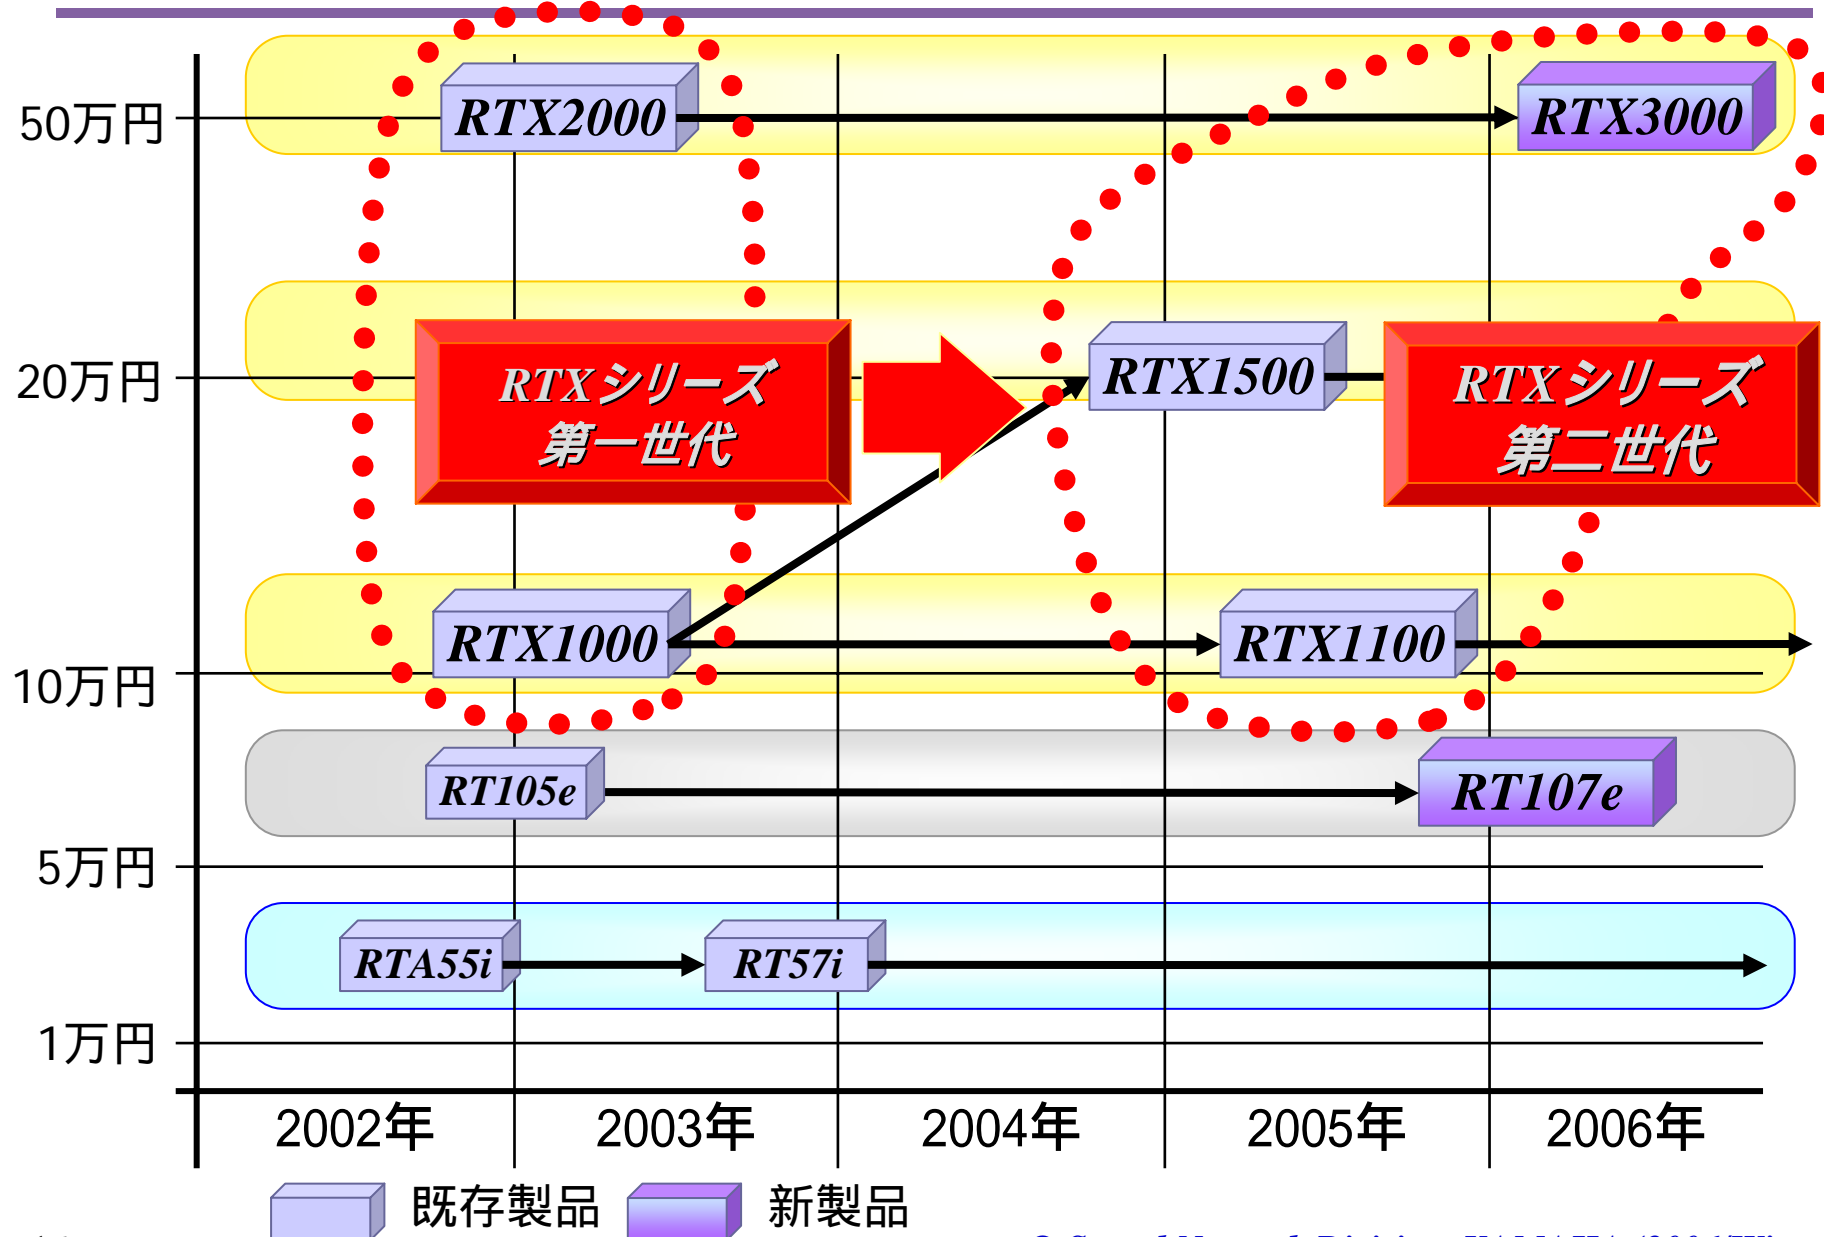 50万円
RTX2000
RTX3000
20万円
RTXシリーズ
第一世代
RTX1500
RTXシリーズ
第二世代
10万円
RTX1000
RTX1100
RT105e
RT107e
5万円
RTA55i
RT57i
1万円
2002年
2003年
2004年
2005年
2006年
既存製品
新製品